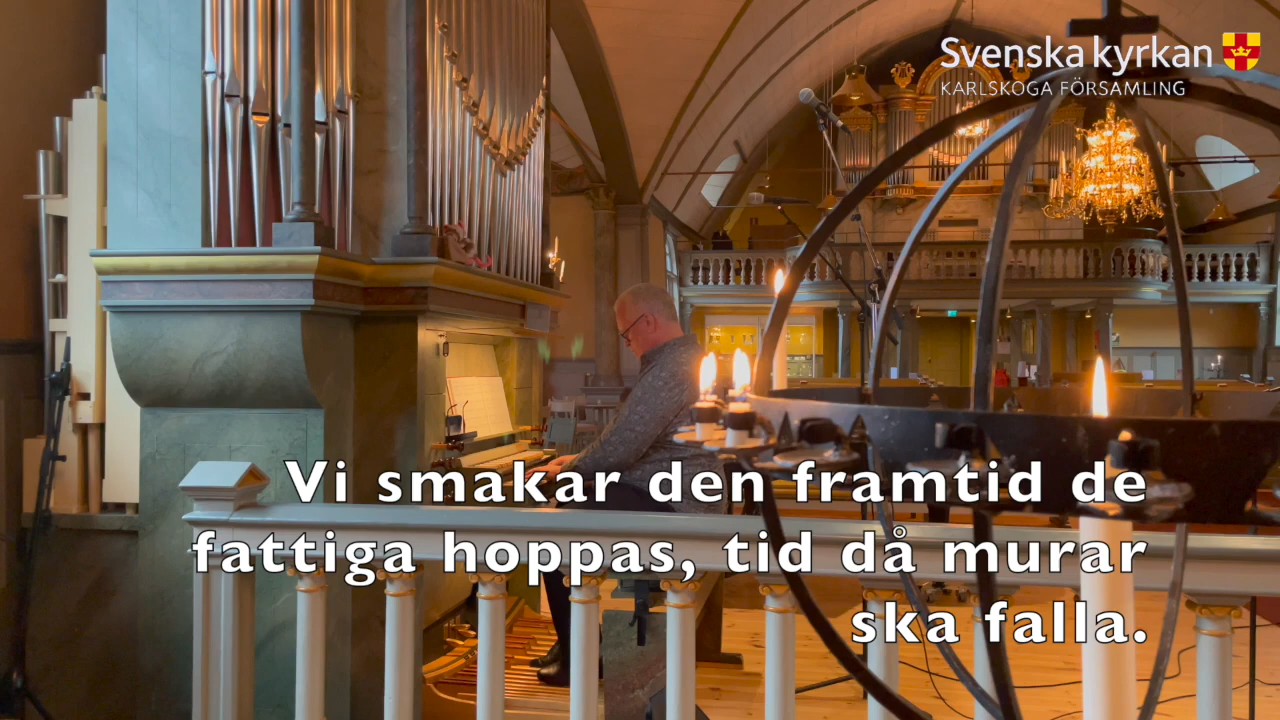 Svenska kyrkan
KARLSKOGA FÖRSAMLING
Vi smakar den framtid de
fattiga hoppas, tid då murar
ska falla.